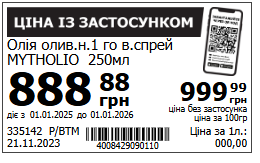 ЦІНА ІЗ ЗАСТОСУНКОМ
Олія олив.н.1 го в.спрей
MYTHOLIO 250мл
888 88 грн
999 99 грн
діє з 01.01.2025 до 01.01.2026
ціна без застосунка
ціна за 100гр
335142 Р/ВТМ
21.11.2023
4008429090110
Ціна за 1л.:
000,00